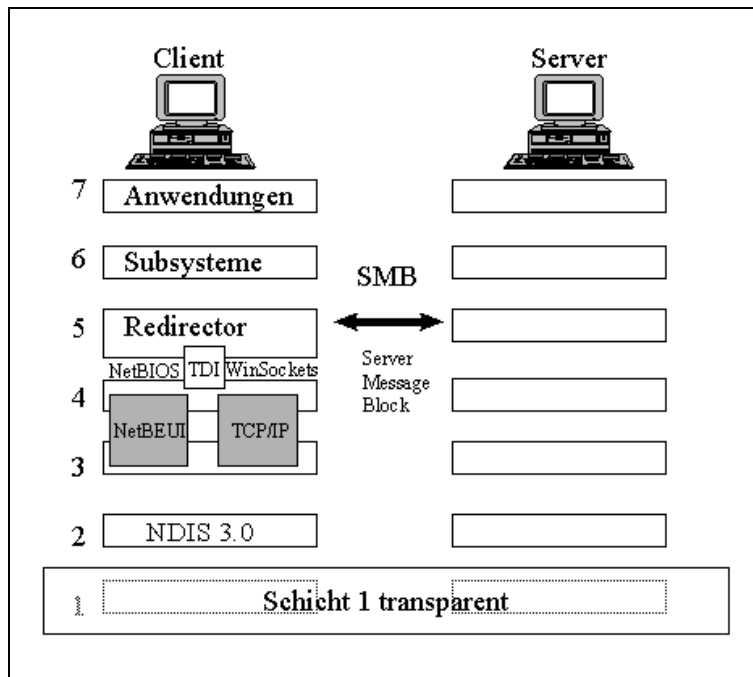 Client
Server
7 Anwendungen
6 Subsysteme
SMB
5 Redirector
NetBIOS TDI WinSockets
Server
Message
Block
4
NetBEUI TCP/IP
3
2 NDIS 3.0
1 Schicht 1 transparent